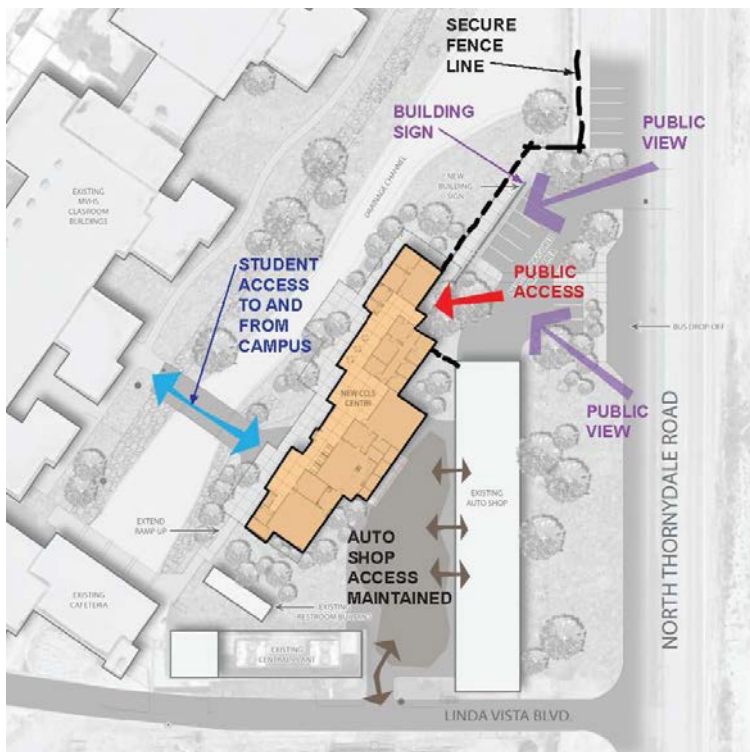 SECURE
FENCE
LINE
BUILDING
SIGN
PUBLIC
VIEW
NEW
BUILDING
SIGN
EXISTING
MVHS
CLASROOM
BUILDINGS
DRAINAGE CHANNEL
STUDENT
ACCESS
TO AND
FROM
CAMPUS
PUBLIC
ACCESS
BUS DROP OFF
NEW CCLS
CENTER
PUBLIC
VIEW
NORTH THORNYDALE ROAD
EXISTING
AUTO SHOP
EXTEND
RAMP UP
AUTO
SHOP
ACCESS
MAINTAINED
EXISTING
CAFETERIA
EXISTING
RESTROOM BUILDING
EXISTING
CENTRAL PLANT
LINDA VISTA BLVD.